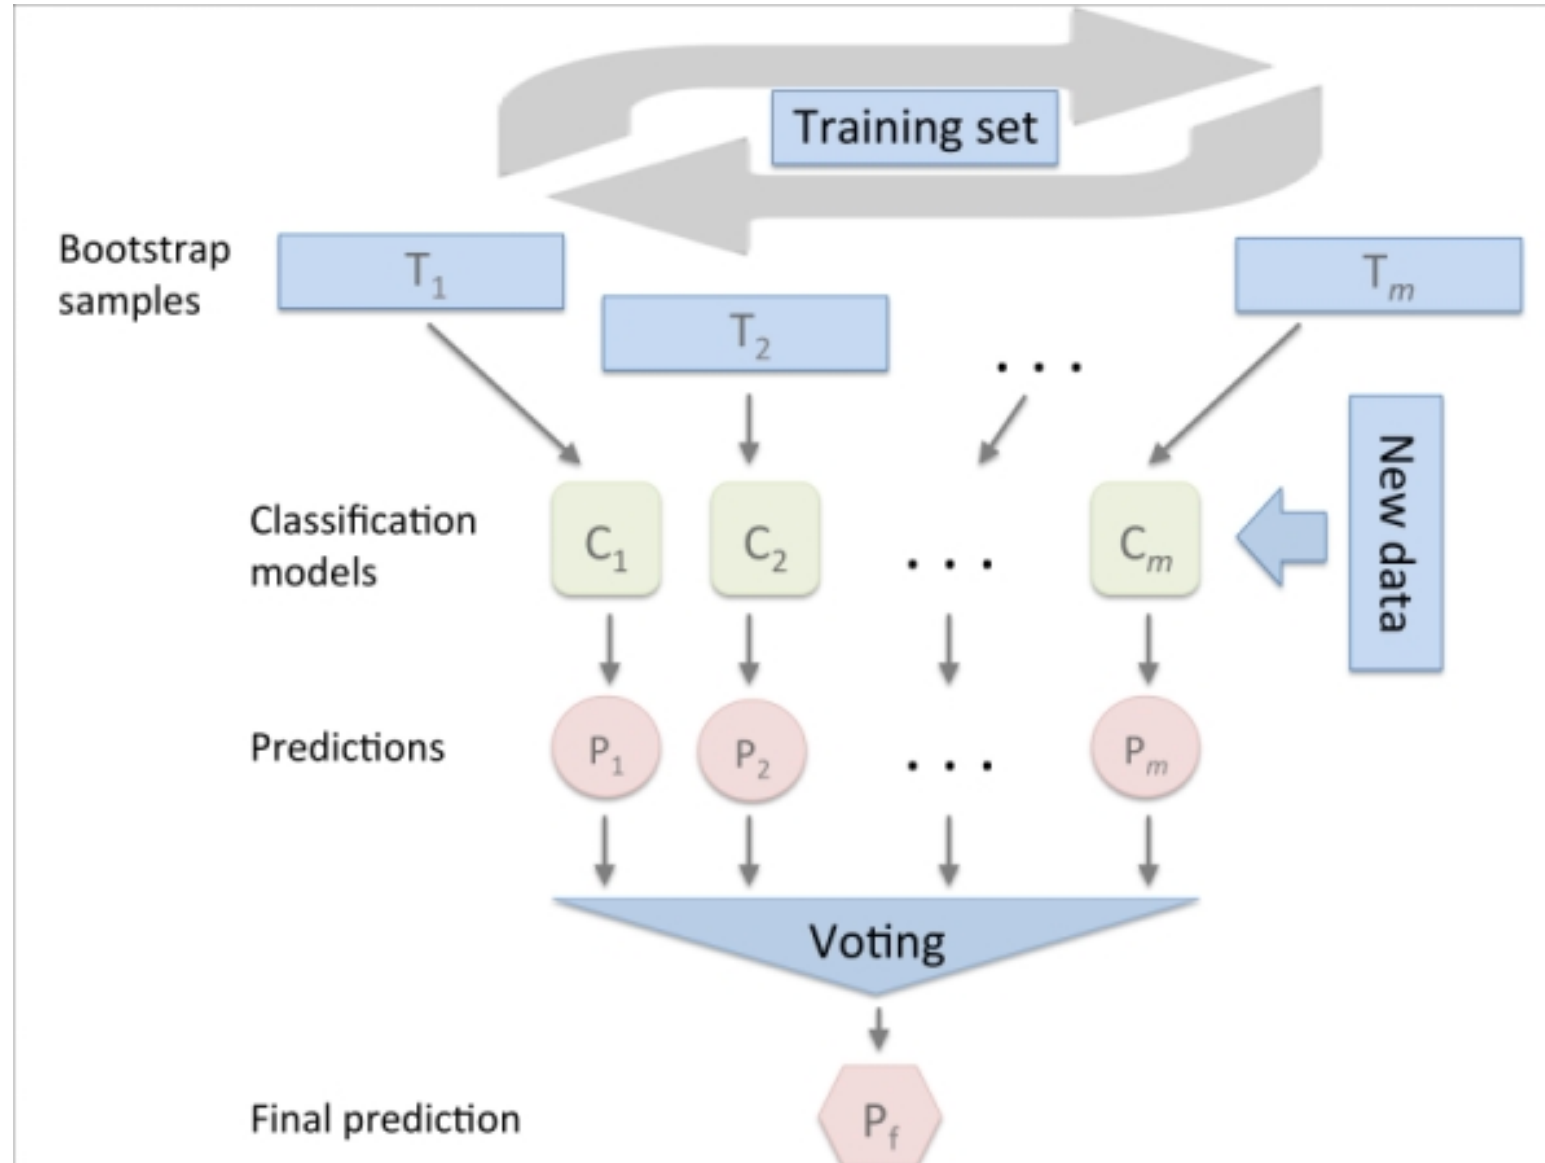 Training set
Bootstrap
samples
T1
T2
Tm
. . .
New data
Classification
models
C1
C2
. . .
Cm
Predictions
P1
P2
. . .
Pm
Voting
Final prediction
Pf